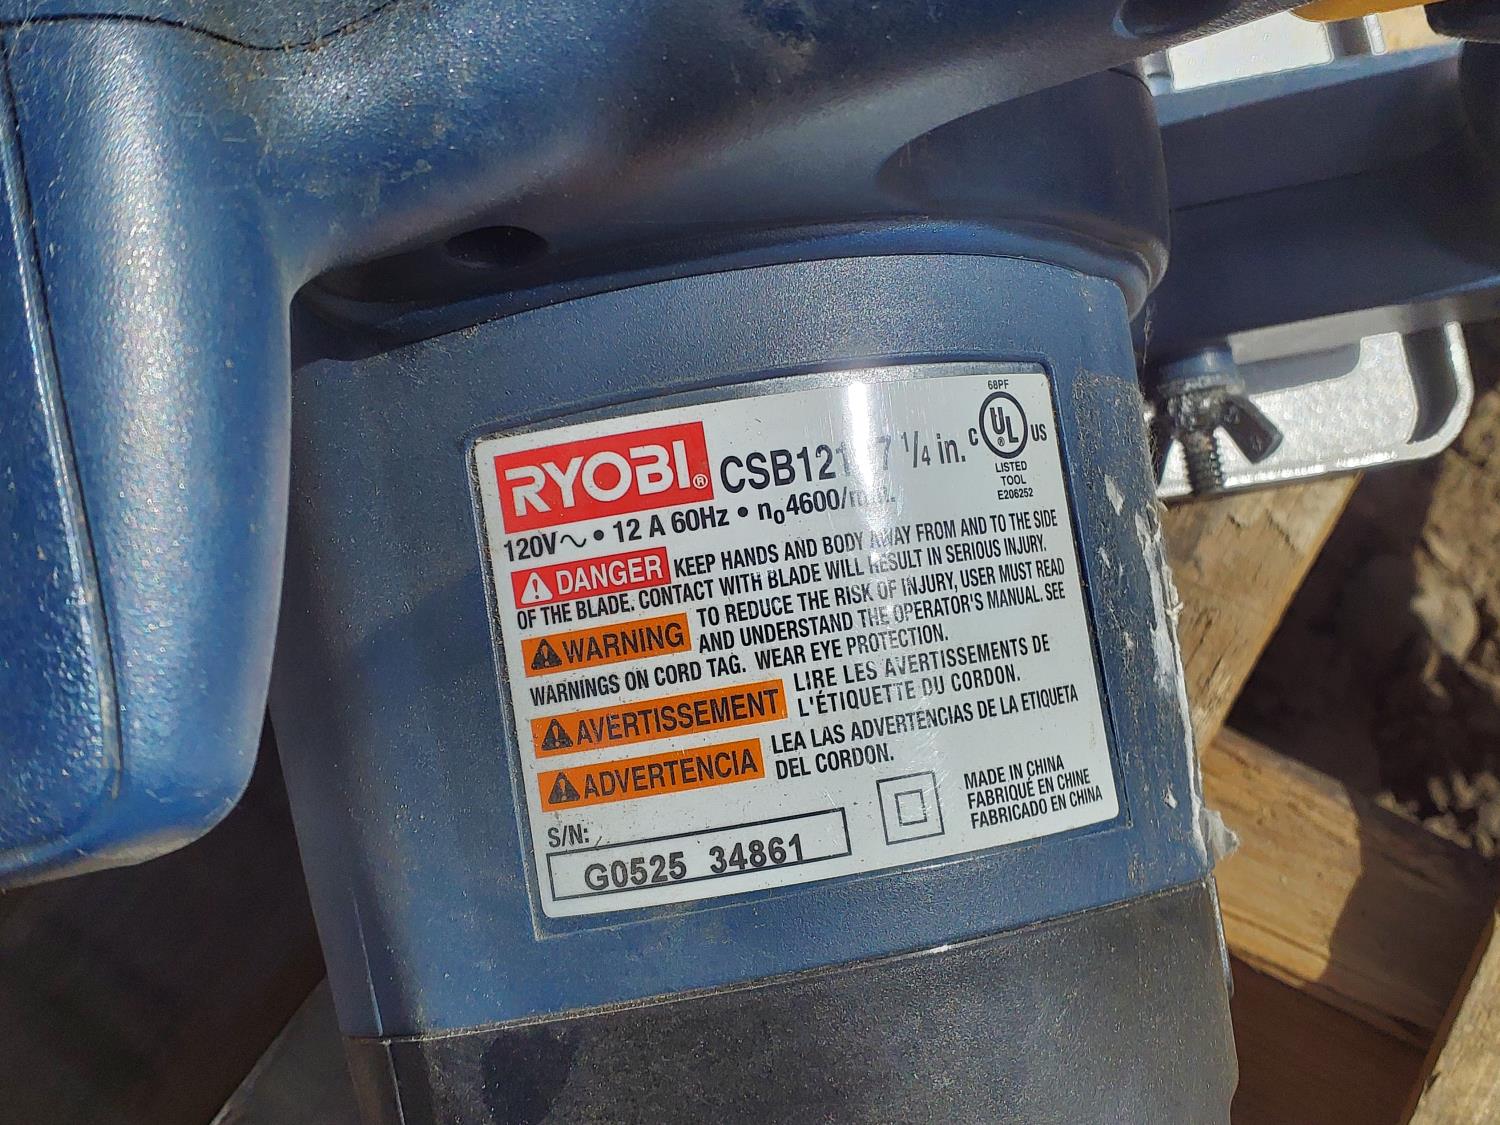 68PF
RYOBI® CSB121 7 1/4 in. C UL® US
LISTED
TOOL
E206252
120V~ • 12 A 60Hz • n₀4600/min.
⚠ DANGER KEEP HANDS AND BODY AWAY FROM AND TO THE SIDE
OF THE BLADE. CONTACT WITH BLADE WILL RESULT IN SERIOUS INJURY.
⚠ WARNING TO REDUCE THE RISK OF INJURY, USER MUST READ
AND UNDERSTAND THE OPERATOR'S MANUAL. SEE
WARNINGS ON CORD TAG. WEAR EYE PROTECTION.
⚠ AVERTISSEMENT LIRE LES AVERTISSEMENTS DE
L'ÉTIQUETTE DU CORDON.
⚠ ADVERTENCIA LEA LAS ADVERTENCIAS DE LA ETIQUETA
DEL CORDON.
MADE IN CHINA
FABRIQUÉ EN CHINE
FABRICADO EN CHINA
S/N:
G0525 34861